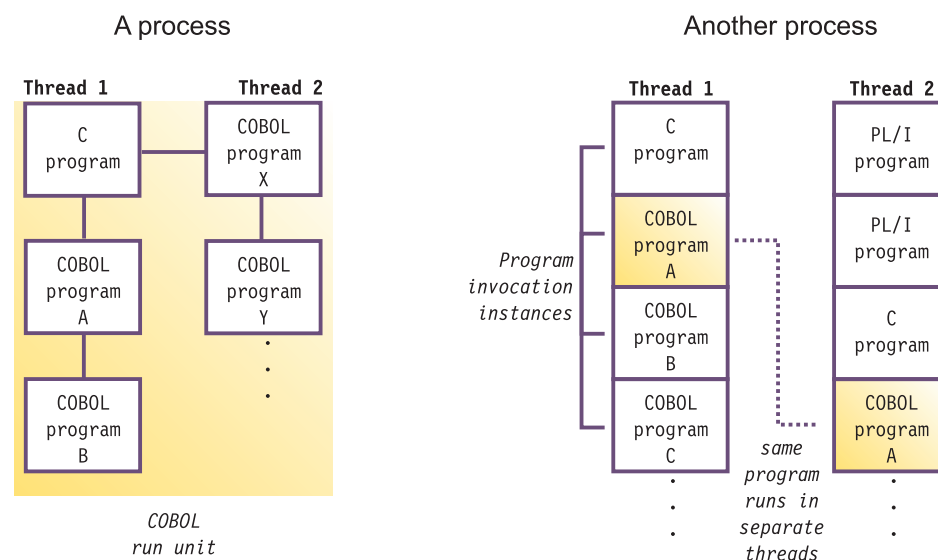 A process
Another process
Thread 1
Thread 2
C
program
COBOL
program
X
COBOL
program
A
COBOL
program
Y
COBOL
program
B
COBOL
run unit
Thread 1
Thread 2
C
program
COBOL
program
A
COBOL
program
B
COBOL
program
C
Program
invocation
instances
PL/I
program
PL/I
program
C
program
COBOL
program
A
same
program
runs in
separate
threads